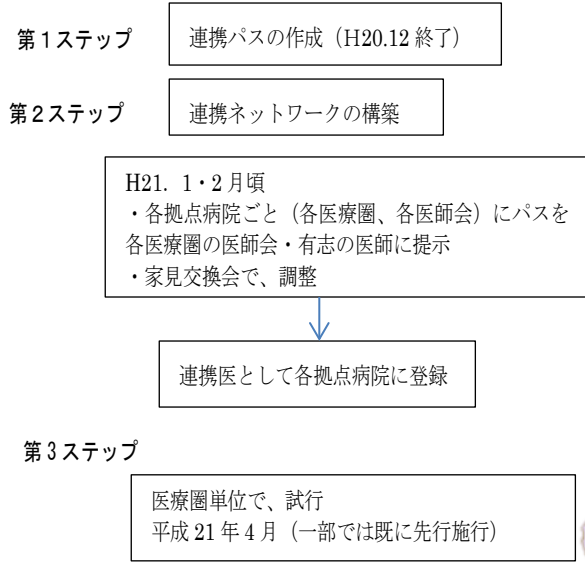 第1ステップ
連携パスの作成（H20.12 終了）
第２ステップ
連携ネットワークの構築
H21. 1・2月頃
・各拠点病院ごと（各医療圏、各医師会）にパスを
各医療圏の医師会・有志の医師に提示
・家見交換会で、調整
連携医として各拠点病院に登録
第3ステップ
医療圏単位で、試行
平成 21 年 4 月（一部では既に先行施行）